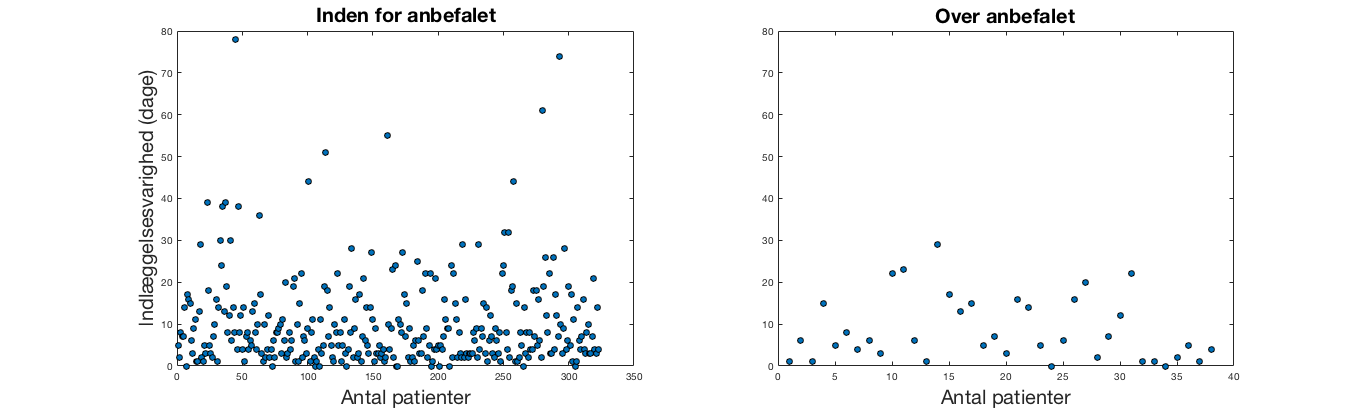 Inden for anbefalet
80
70
60
50
40
30
20
10
0
Indlæggelsesvarighed (dage)
0 50 100 150 200 250 300 350
Antal patienter
Over anbefalet
80
70
60
50
40
30
20
10
0
0 5 10 15 20 25 30 35 40
Antal patienter